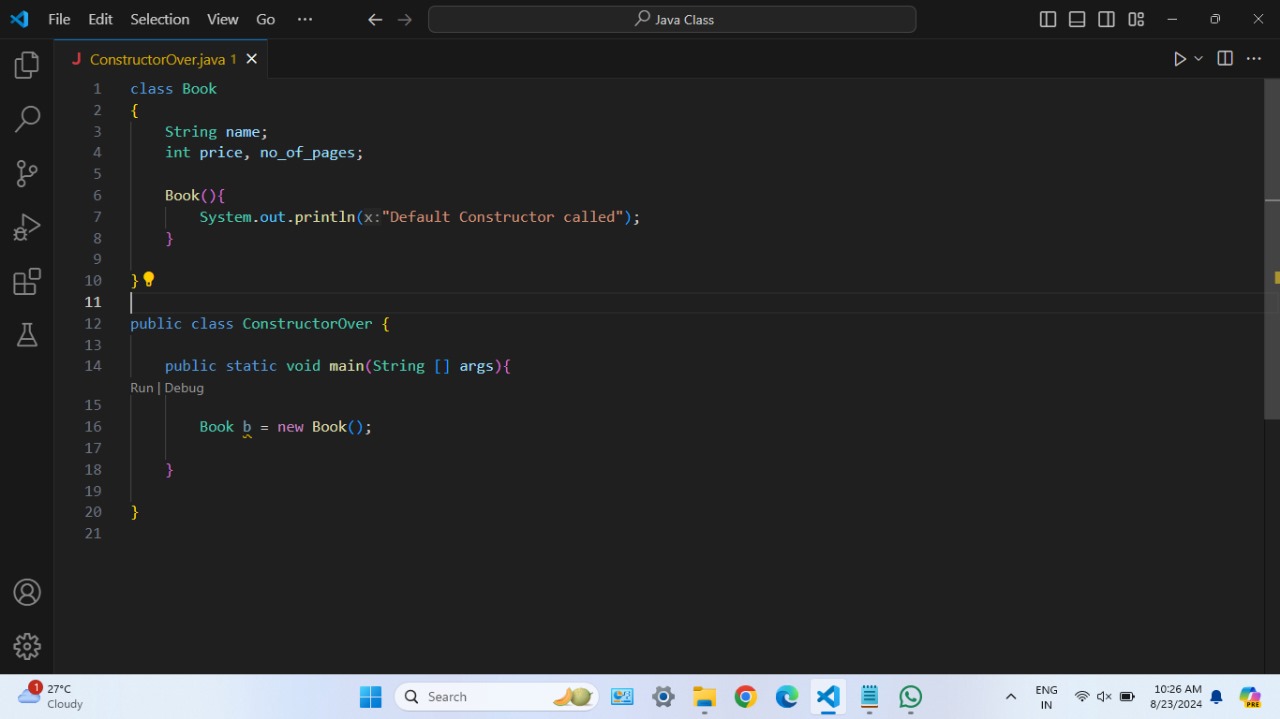 File Edit Selection View Go ··· Java Class
ConstructorOver.java 1
1 class Book
2 {
3 String name;
4 int price, no_of_pages;
5
6 Book(){
7 System.out.println(x:"Default Constructor called");
8 }
9
10 }
11
12 public class ConstructorOver {
13
14 public static void main(String [] args){
Run | Debug
15
16 Book b = new Book();
17
18 }
19
20 }
21
1 27°C
Cloudy
Search
ENG
IN
10:26 AM
8/23/2024
PRE